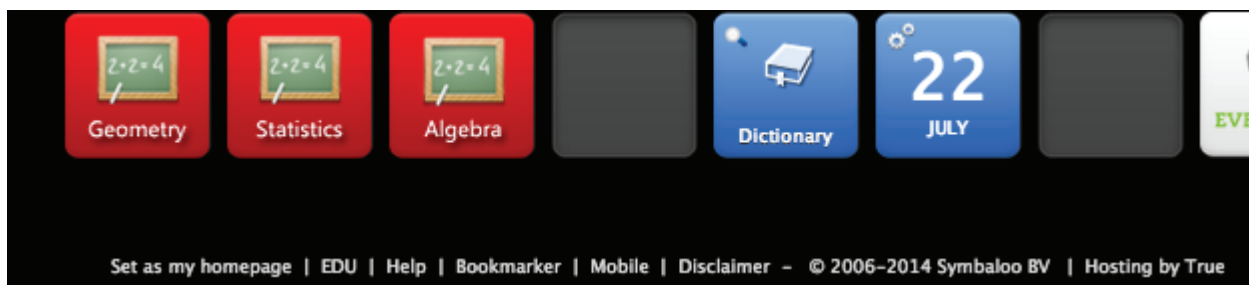 2+2=4
2+2=4
2+2=4
22
Geometry
Statistics
Algebra
Dictionary
JULY
Set as my homepage | EDU | Help | Bookmarker | Mobile | Disclaimer – © 2006–2014 Symbaloo BV | Hosting by True